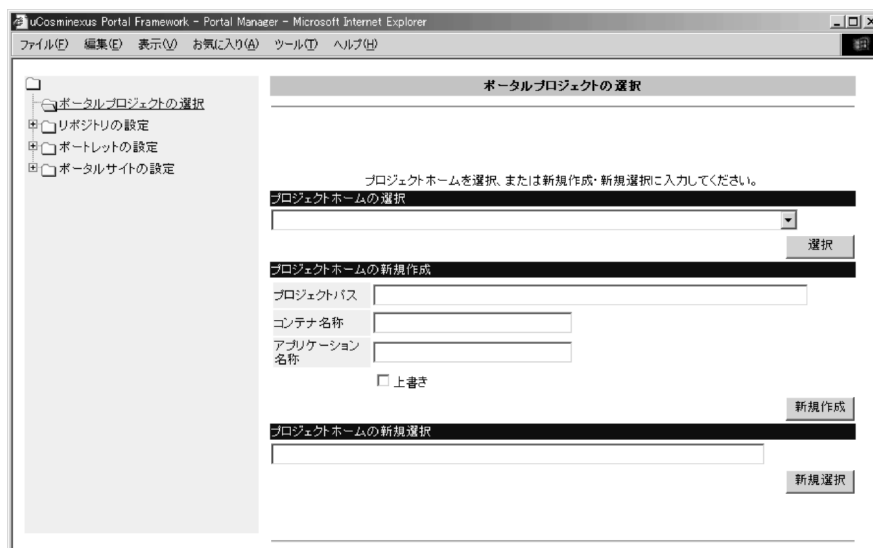 uCosminexus Portal Framework - Portal Manager - Microsoft Internet Explorer
ファイル(F) 編集(E) 表示(V) お気に入り(A) ツール(T) ヘルプ(H)
ポータルプロジェクトの選択
リポジトリの設定
ポートレットの設定
ポータルサイトの設定
ポータルプロジェクトの選択
プロジェクトホームを選択、または新規作成・新規選択に入力してください。
プロジェクトホームの選択
選択
プロジェクトホームの新規作成
プロジェクトパス
コンテナ名称
アプリケーション
名称
上書き
新規作成
プロジェクトホームの新規選択
新規選択